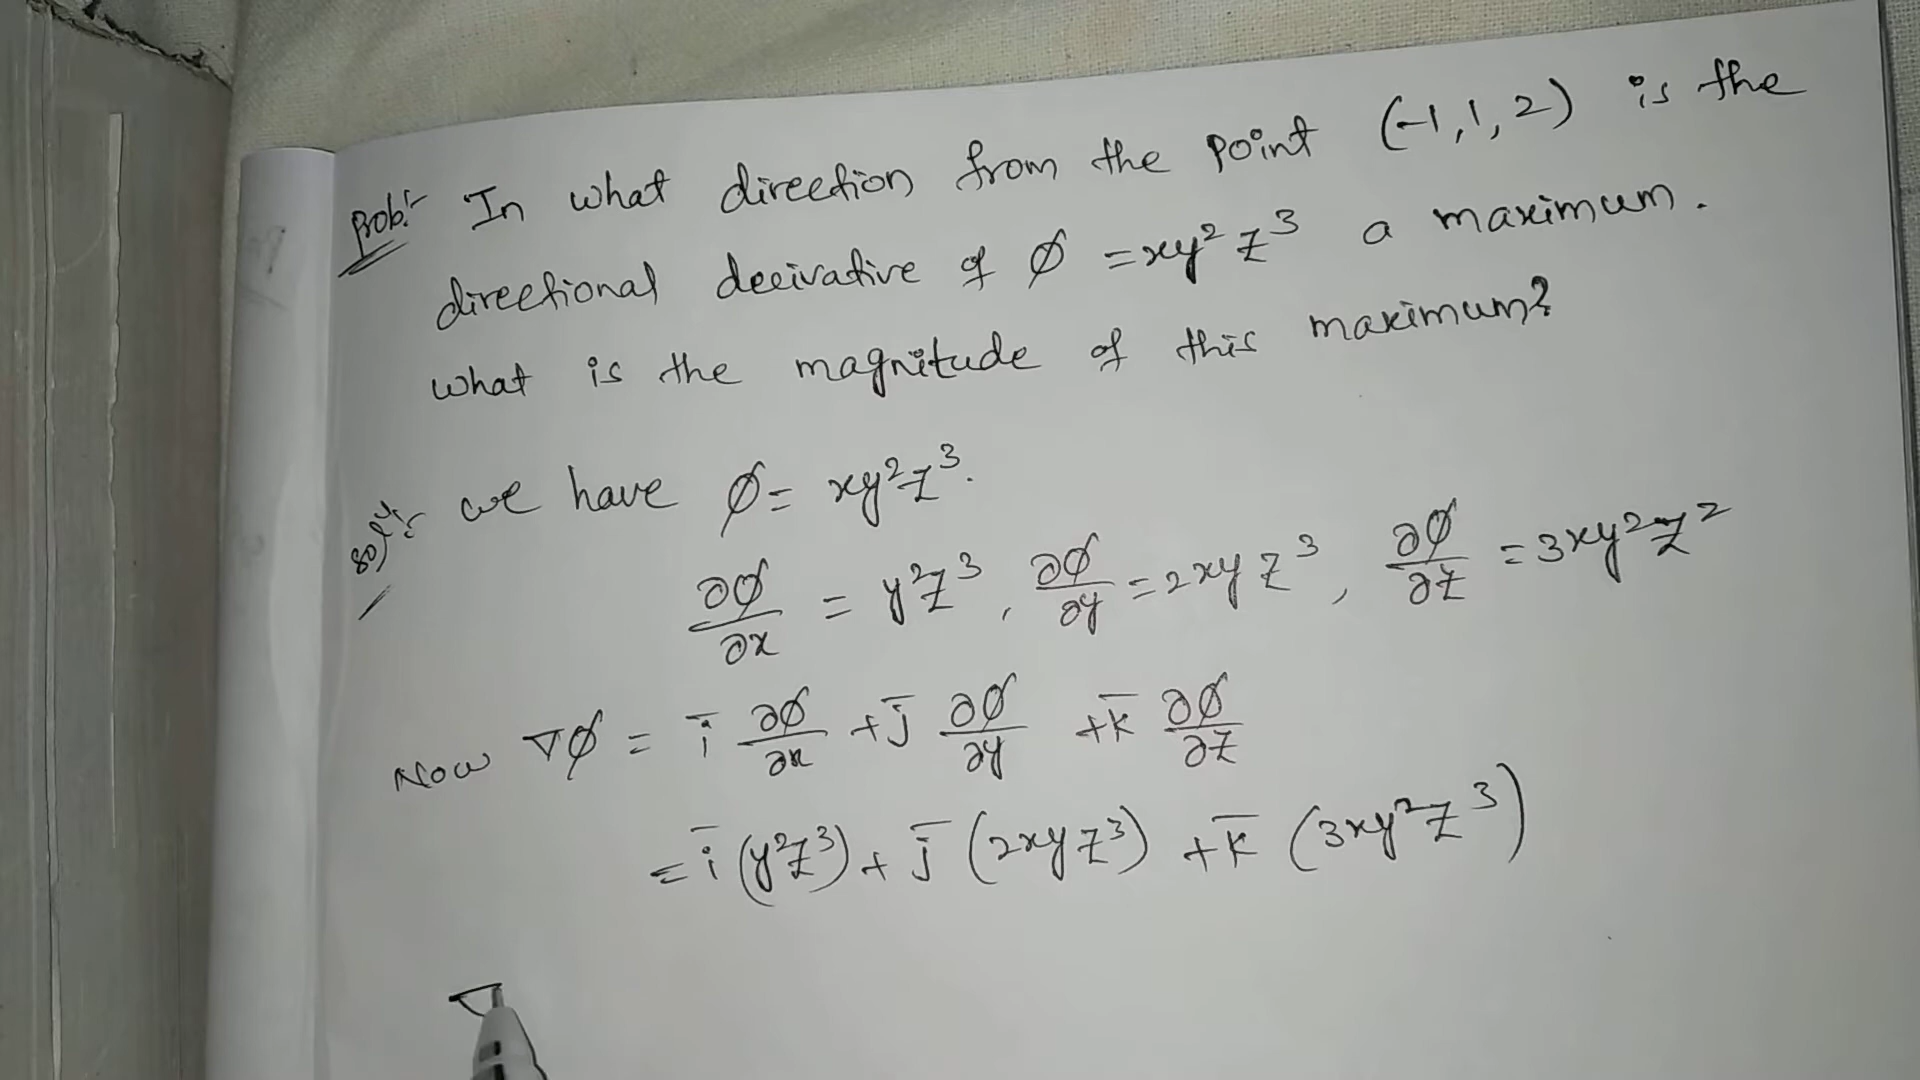 Prob:- In what direction from the point (-1,1,2) is the
directional derivative of ∅ = xy²z³ a maximum.
what is the magnitude of this maximum?
Solⁿ:- we have ∅ = xy²z³.
∂∅/∂x = y²z³, ∂∅/∂y = 2xyz³, ∂∅/∂z = 3xy²z²
Now ∇∅ = i̅ ∂∅/∂x + j̅ ∂∅/∂y + k̅ ∂∅/∂z
= i̅ (y²z³) + j̅ (2xyz³) + k̅ (3xy²z³)